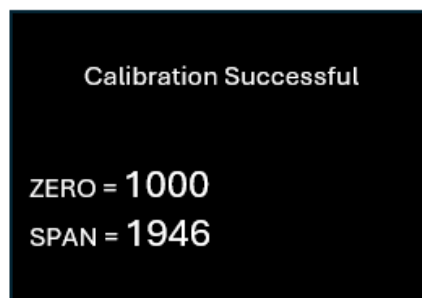 Calibration Successful
ZERO = 1000
SPAN = 1946